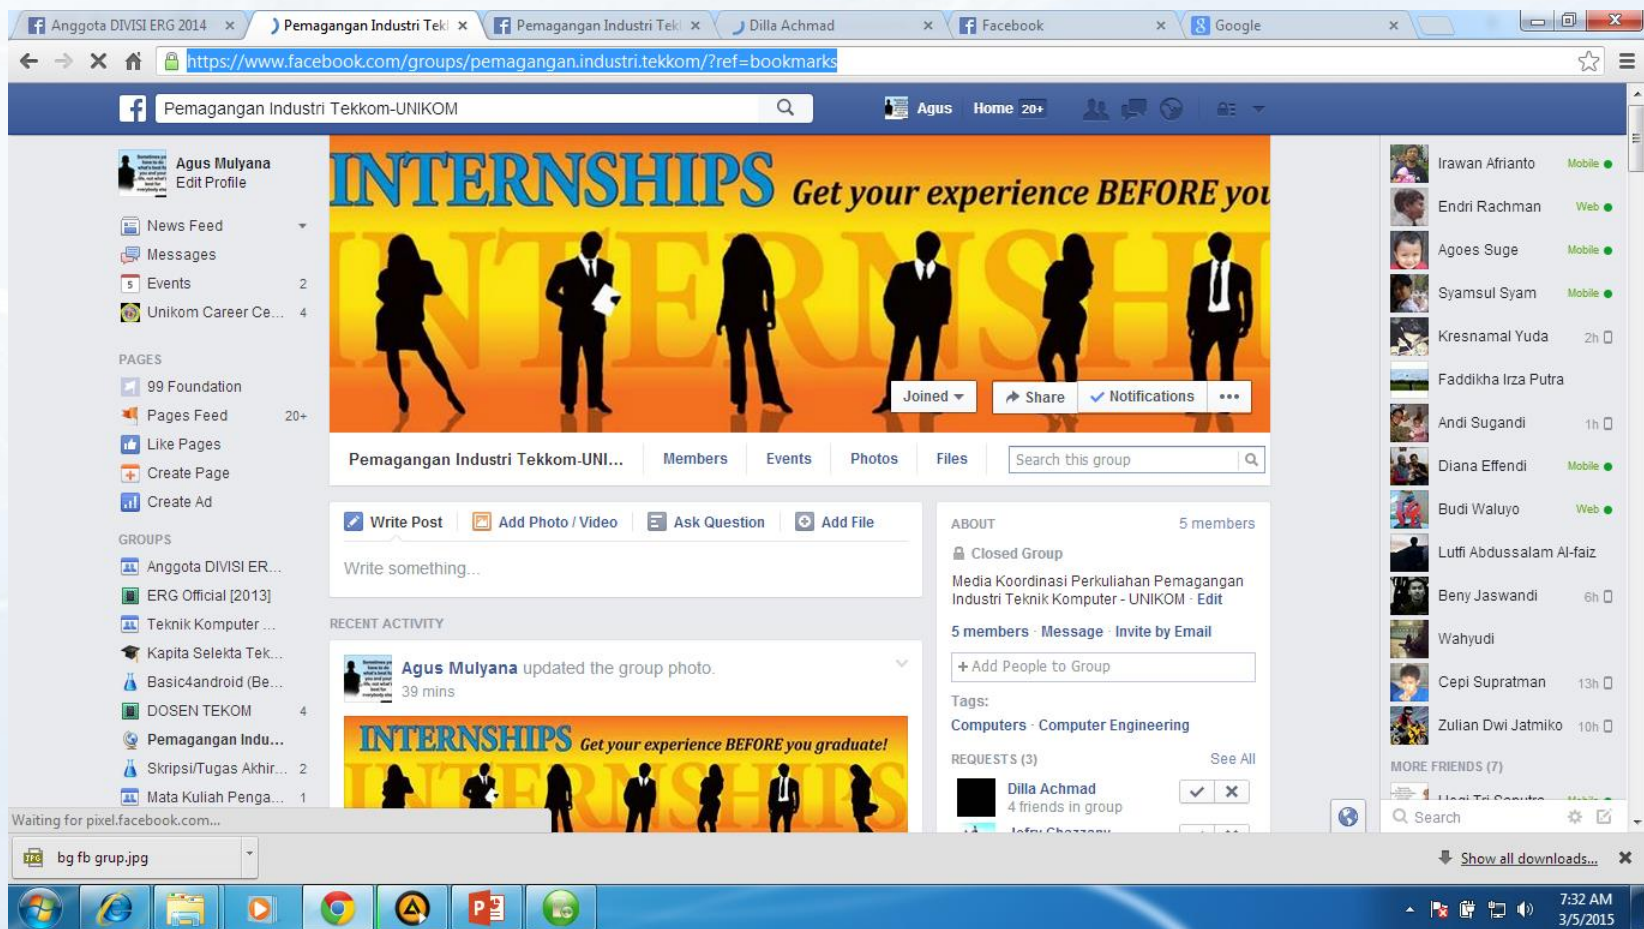 Anggota DIVISI ERG 2014
Pemagangan Industri Tek
Pemagangan Industri Tek
Dilla Achmad
Facebook
Google
https://www.facebook.com/groups/pemagangan.industri.tekkom/?ref=bookmarks
Pemagangan Industri Tekkom-UNIKOM
Agus
Home 20+
Agus Mulyana
Edit Profile
News Feed
Messages
5 Events 2
Unikom Career Ce... 4
PAGES
99 Foundation
Pages Feed 20+
Like Pages
Create Page
Create Ad
GROUPS
Anggota DIVISI ER...
ERG Official [2013]
Teknik Komputer ...
Kapita Selekta Tek...
Basic4android (Be...
DOSEN TEKOM 4
Pemagangan Indu...
Skripsi/Tugas Akhir... 2
Mata Kuliah Penga... 1
INTERNSHIPS Get your experience BEFORE you
INTERNSHI
Joined
Share
Notifications
Pemagangan Industri Tekkom-UNI...
Members
Events
Photos
Files
Search this group
Write Post
Add Photo / Video
Ask Question
Add File
Write something...
RECENT ACTIVITY
Agus Mulyana updated the group photo.
39 mins
INTERNSHIPS Get your experience BEFORE you graduate!
INTERNSHIPS
ABOUT 5 members
Closed Group
Media Koordinasi Perkuliahan Pemagangan
Industri Teknik Komputer - UNIKOM · Edit
5 members · Message · Invite by Email
+ Add People to Group
Tags:
Computers · Computer Engineering
REQUESTS (3) See All
Dilla Achmad
4 friends in group
Irawan Afrianto Mobile
Endri Rachman Web
Agoes Suge Mobile
Syamsul Syam Mobile
Kresnamal Yuda 2h
Faddikha Irza Putra
Andi Sugandi 1h
Diana Effendi Mobile
Budi Waluyo Web
Lutfi Abdussalam Al-faiz
Beny Jaswandi 6h
Wahyudi
Cepi Supratman 13h
Zulian Dwi Jatmiko 10h
MORE FRIENDS (7)
Search
Waiting for pixel.facebook.com...
bg fb grup.jpg
Show all downloads...
7:32 AM
3/5/2015